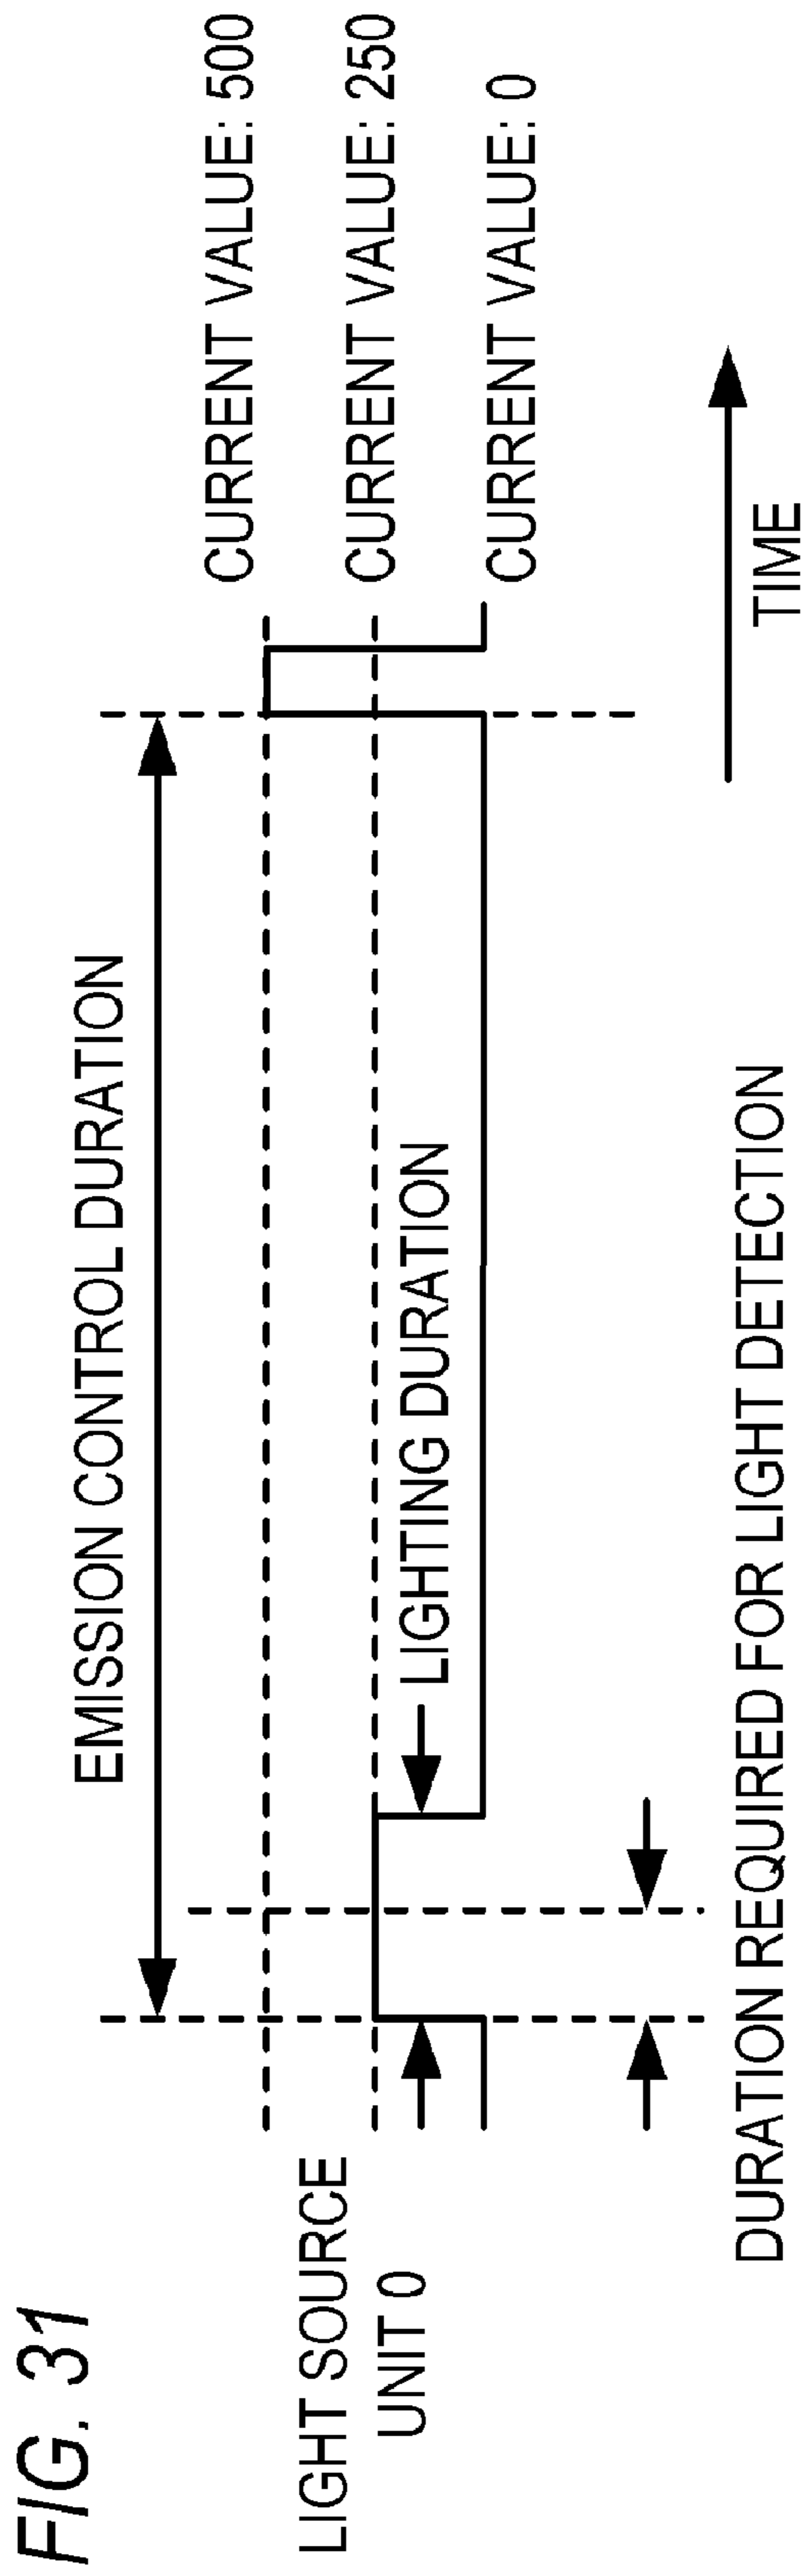 FIG. 31
EMISSION CONTROL DURATION
CURRENT VALUE: 500
LIGHT SOURCE
UNIT 0
CURRENT VALUE: 250
LIGHTING DURATION
CURRENT VALUE: 0
DURATION REQUIRED FOR LIGHT DETECTION
TIME